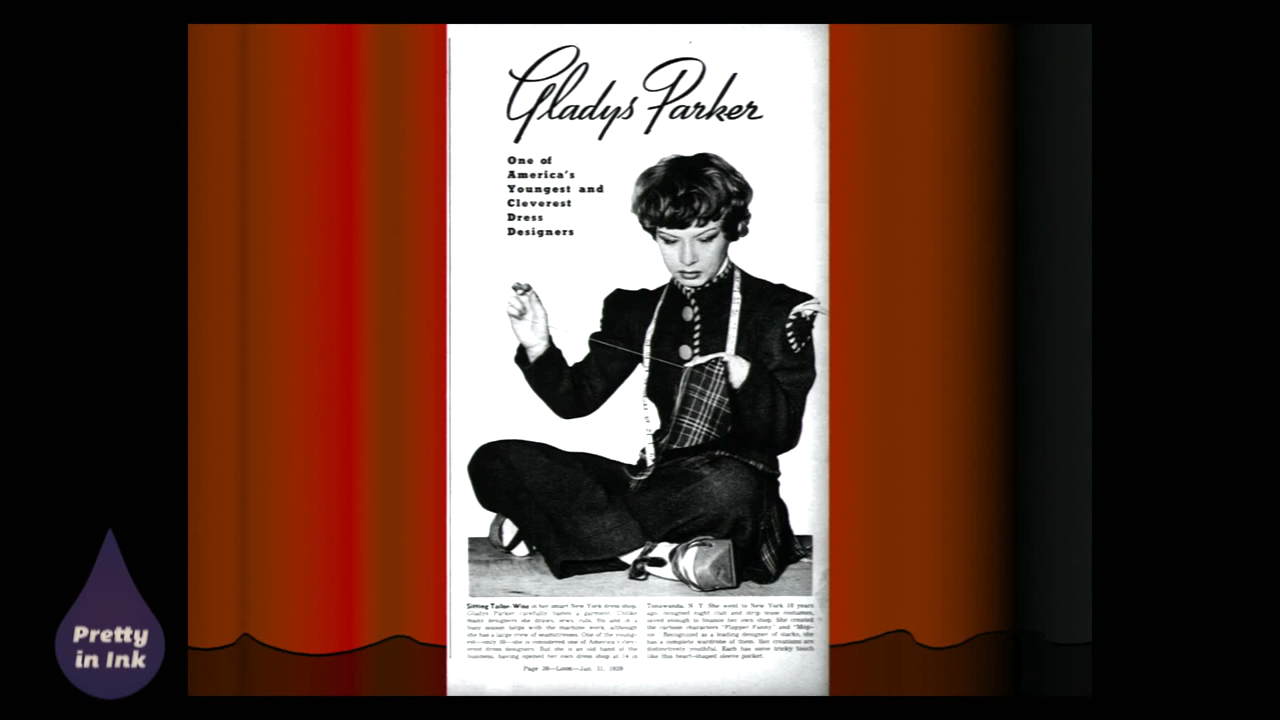 Gladys Parker
One of
America's
Youngest and
Cleverest
Dress
Designers
Sitting Tailor-Wise in her smart New York dress shop,
Gladys Parker carefully bastes a garment. Unlike
many designers she draws, sews, cuts, fits and in a
busy season helps with the machine work, although
she has a large crew of seamstresses. One of the young-
est—only 30—she is considered one of America's clev-
erest dress designers. But she is an old hand at the
business, having opened her own dress shop at 14 in
Tonawanda, N. Y. She went to New York 10 years
ago, designed night club and strip tease costumes,
saved enough to finance her own shop. She created
the cartoon characters "Flapper Fanny" and "Mop-
sy." Recognized as a leading designer of slacks, she
has a complete wardrobe of them. Her creations are
distinctively youthful. Each has some tricky touch
like this heart-shaped sleeve pocket.
Page 38—Look—Jan. 31, 1939
Pretty
in Ink